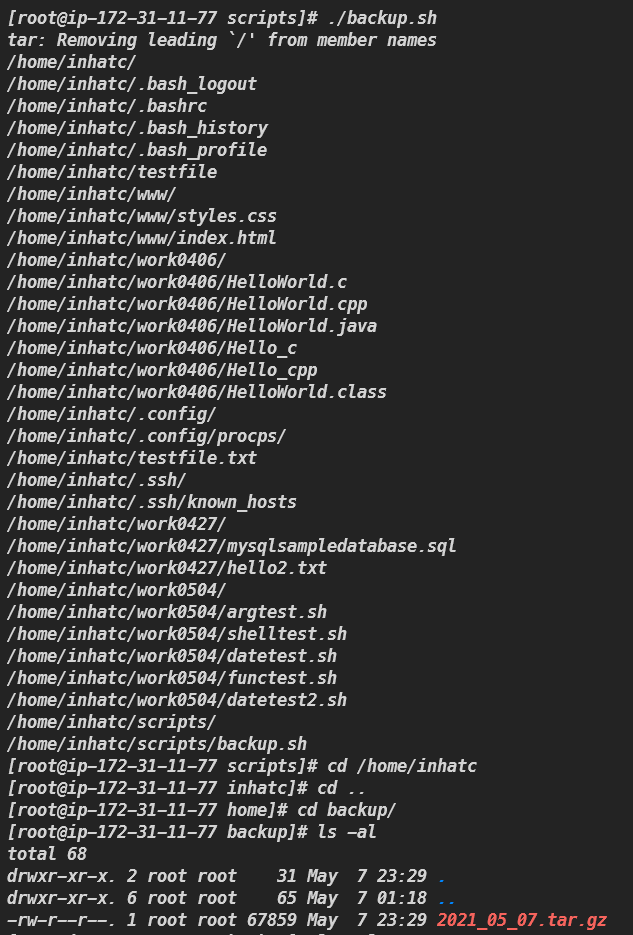 [root@ip-172-31-11-77 scripts]# ./backup.sh
tar: Removing leading `/' from member names
/home/inhatc/
/home/inhatc/.bash_logout
/home/inhatc/.bashrc
/home/inhatc/.bash_history
/home/inhatc/.bash_profile
/home/inhatc/testfile
/home/inhatc/www/
/home/inhatc/www/styles.css
/home/inhatc/www/index.html
/home/inhatc/work0406/
/home/inhatc/work0406/HelloWorld.c
/home/inhatc/work0406/HelloWorld.cpp
/home/inhatc/work0406/HelloWorld.java
/home/inhatc/work0406/Hello_c
/home/inhatc/work0406/Hello_cpp
/home/inhatc/work0406/HelloWorld.class
/home/inhatc/.config/
/home/inhatc/.config/procps/
/home/inhatc/testfile.txt
/home/inhatc/.ssh/
/home/inhatc/.ssh/known_hosts
/home/inhatc/work0427/
/home/inhatc/work0427/mysqlsampledatabase.sql
/home/inhatc/work0427/hello2.txt
/home/inhatc/work0504/
/home/inhatc/work0504/argtest.sh
/home/inhatc/work0504/shelltest.sh
/home/inhatc/work0504/datetest.sh
/home/inhatc/work0504/functest.sh
/home/inhatc/work0504/datetest2.sh
/home/inhatc/scripts/
/home/inhatc/scripts/backup.sh
[root@ip-172-31-11-77 scripts]# cd /home/inhatc
[root@ip-172-31-11-77 inhatc]# cd ..
[root@ip-172-31-11-77 home]# cd backup/
[root@ip-172-31-11-77 backup]# ls -al
total 68
drwxr-xr-x. 2 root root    31 May  7 23:29 .
drwxr-xr-x. 6 root root    65 May  7 01:18 ..
-rw-r--r--. 1 root root 67859 May  7 23:29 2021_05_07.tar.gz